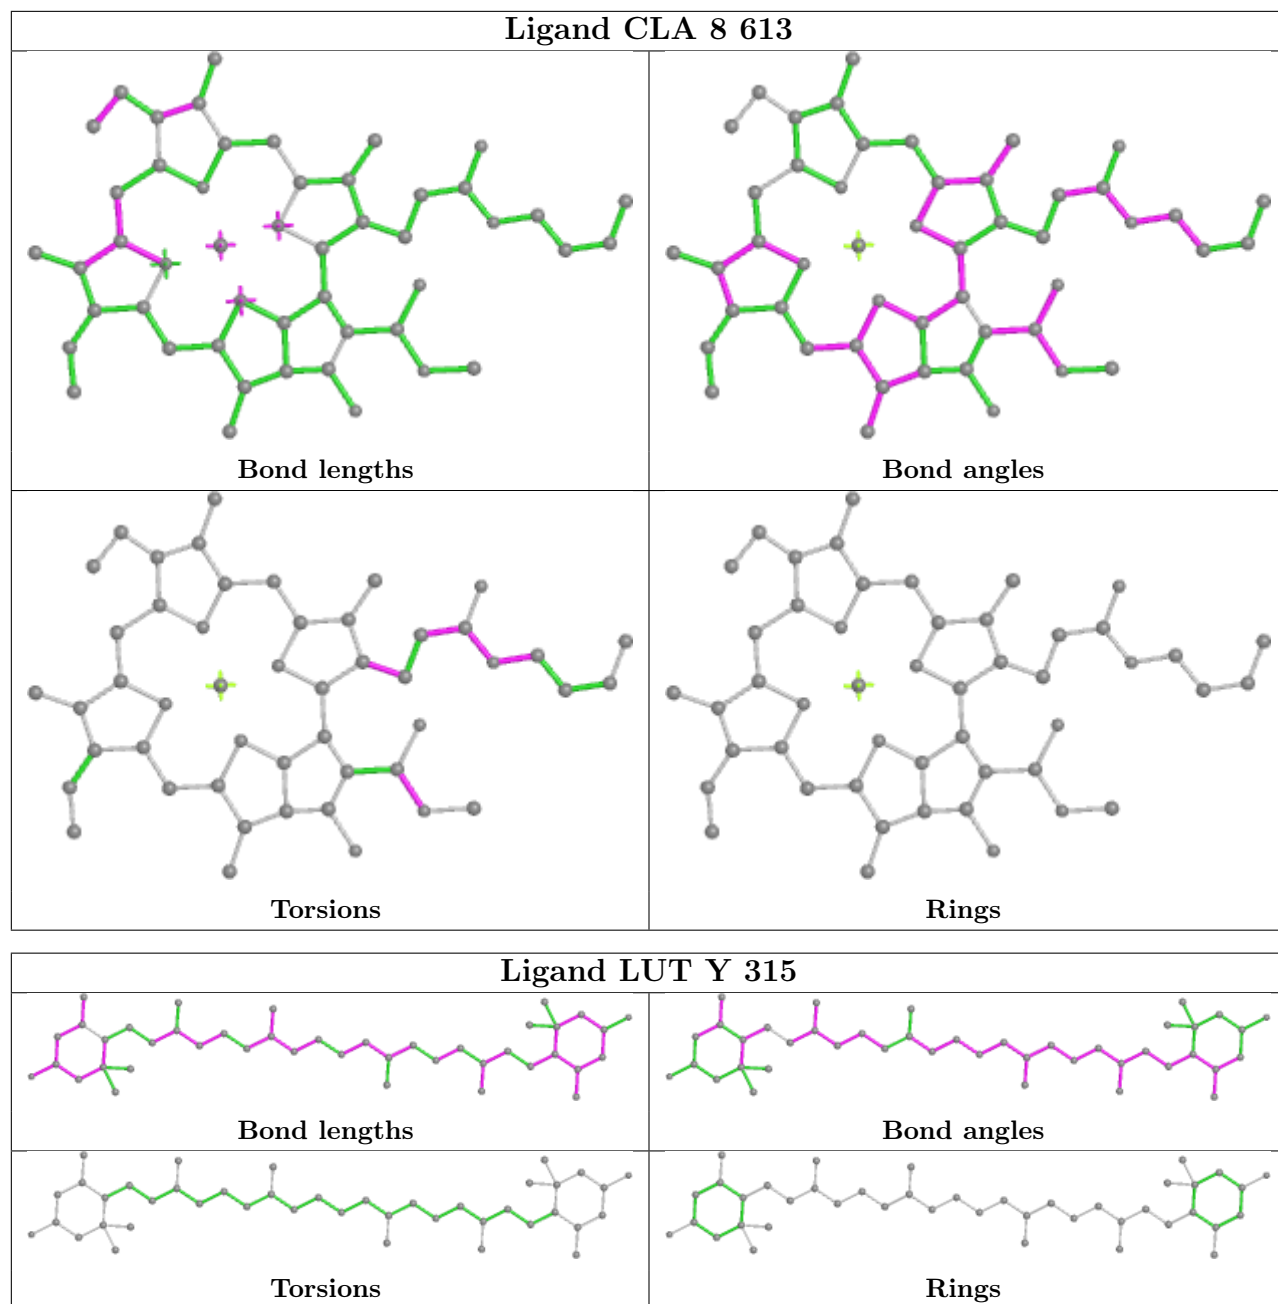 Ligand CLA 8 613
Bond lengths
Bond angles
Torsions
Rings
Ligand LUT Y 315
Bond lengths
Bond angles
Torsions
Rings